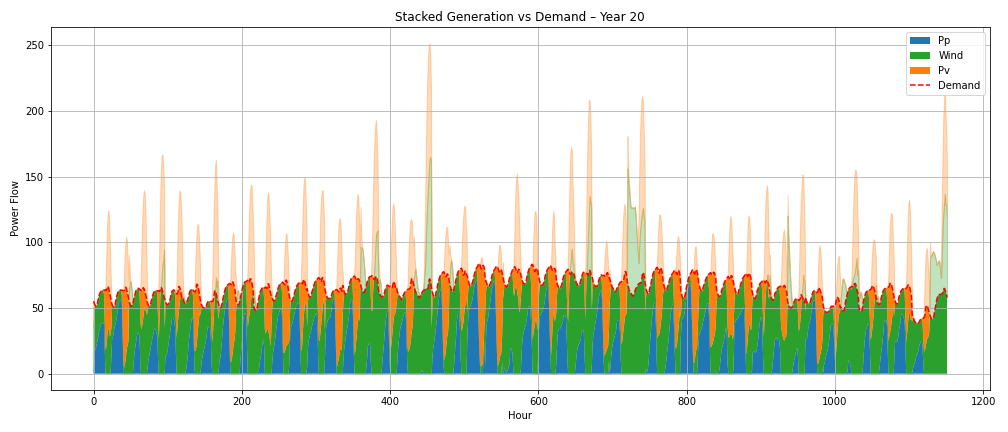 Stacked Generation vs Demand – Year 20
Pp
Wind
Pv
Demand
Power Flow
250
200
150
100
50
0
0 200 400 600 800 1000 1200
Hour